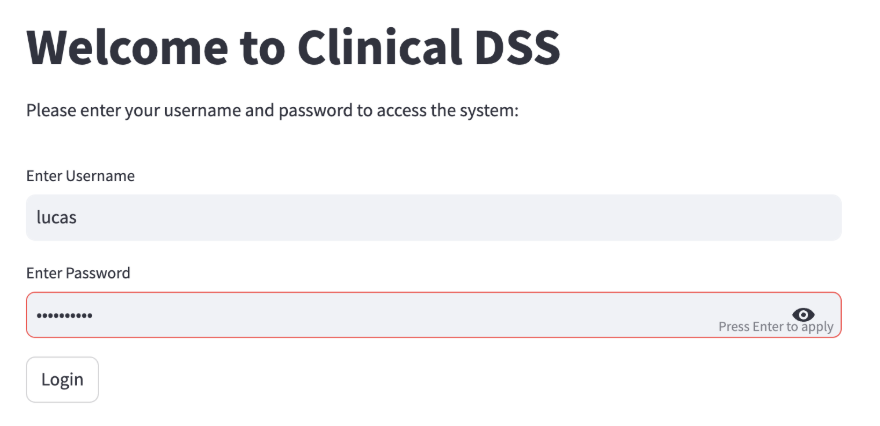 Welcome to Clinical DSS
Please enter your username and password to access the system:
Enter Username
lucas
Enter Password
••••••••••
Press Enter to apply
Login